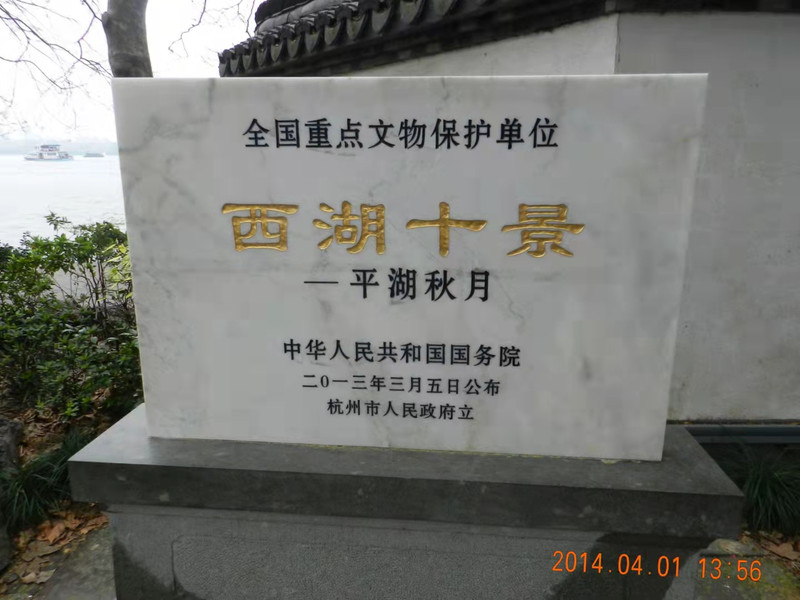 全国重点文物保护单位
西湖十景
—平湖秋月
中华人民共和国国务院
二0一三年三月五日公布
杭州市人民政府立
2014.04.01 13:56